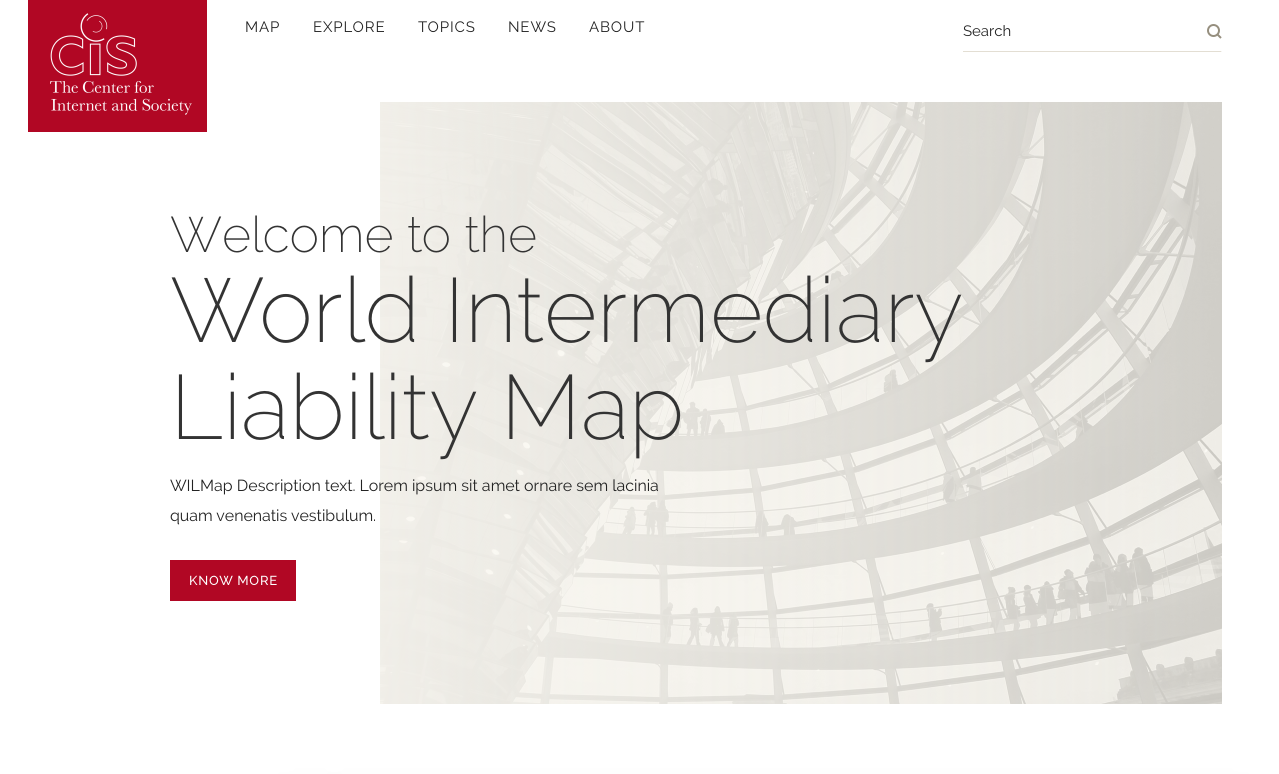 cis
The Center for
Internet and Society
MAP EXPLORE TOPICS NEWS ABOUT
Search
Welcome to the
World Intermediary
Liability Map
WILMap Description text. Lorem ipsum sit amet ornare sem lacinia
quam venenatis vestibulum.
KNOW MORE